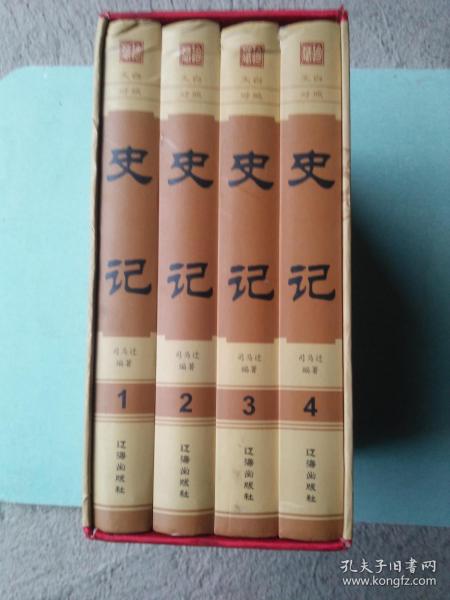 文白
对照
史记
司马迁
编著
1
辽海出版社
文白
对照
史记
司马迁
编著
2
辽海出版社
文白
对照
史记
司马迁
编著
3
辽海出版社
文白
对照
史记
司马迁
编著
4
辽海出版社
孔夫子旧书网
www.kongfz.com